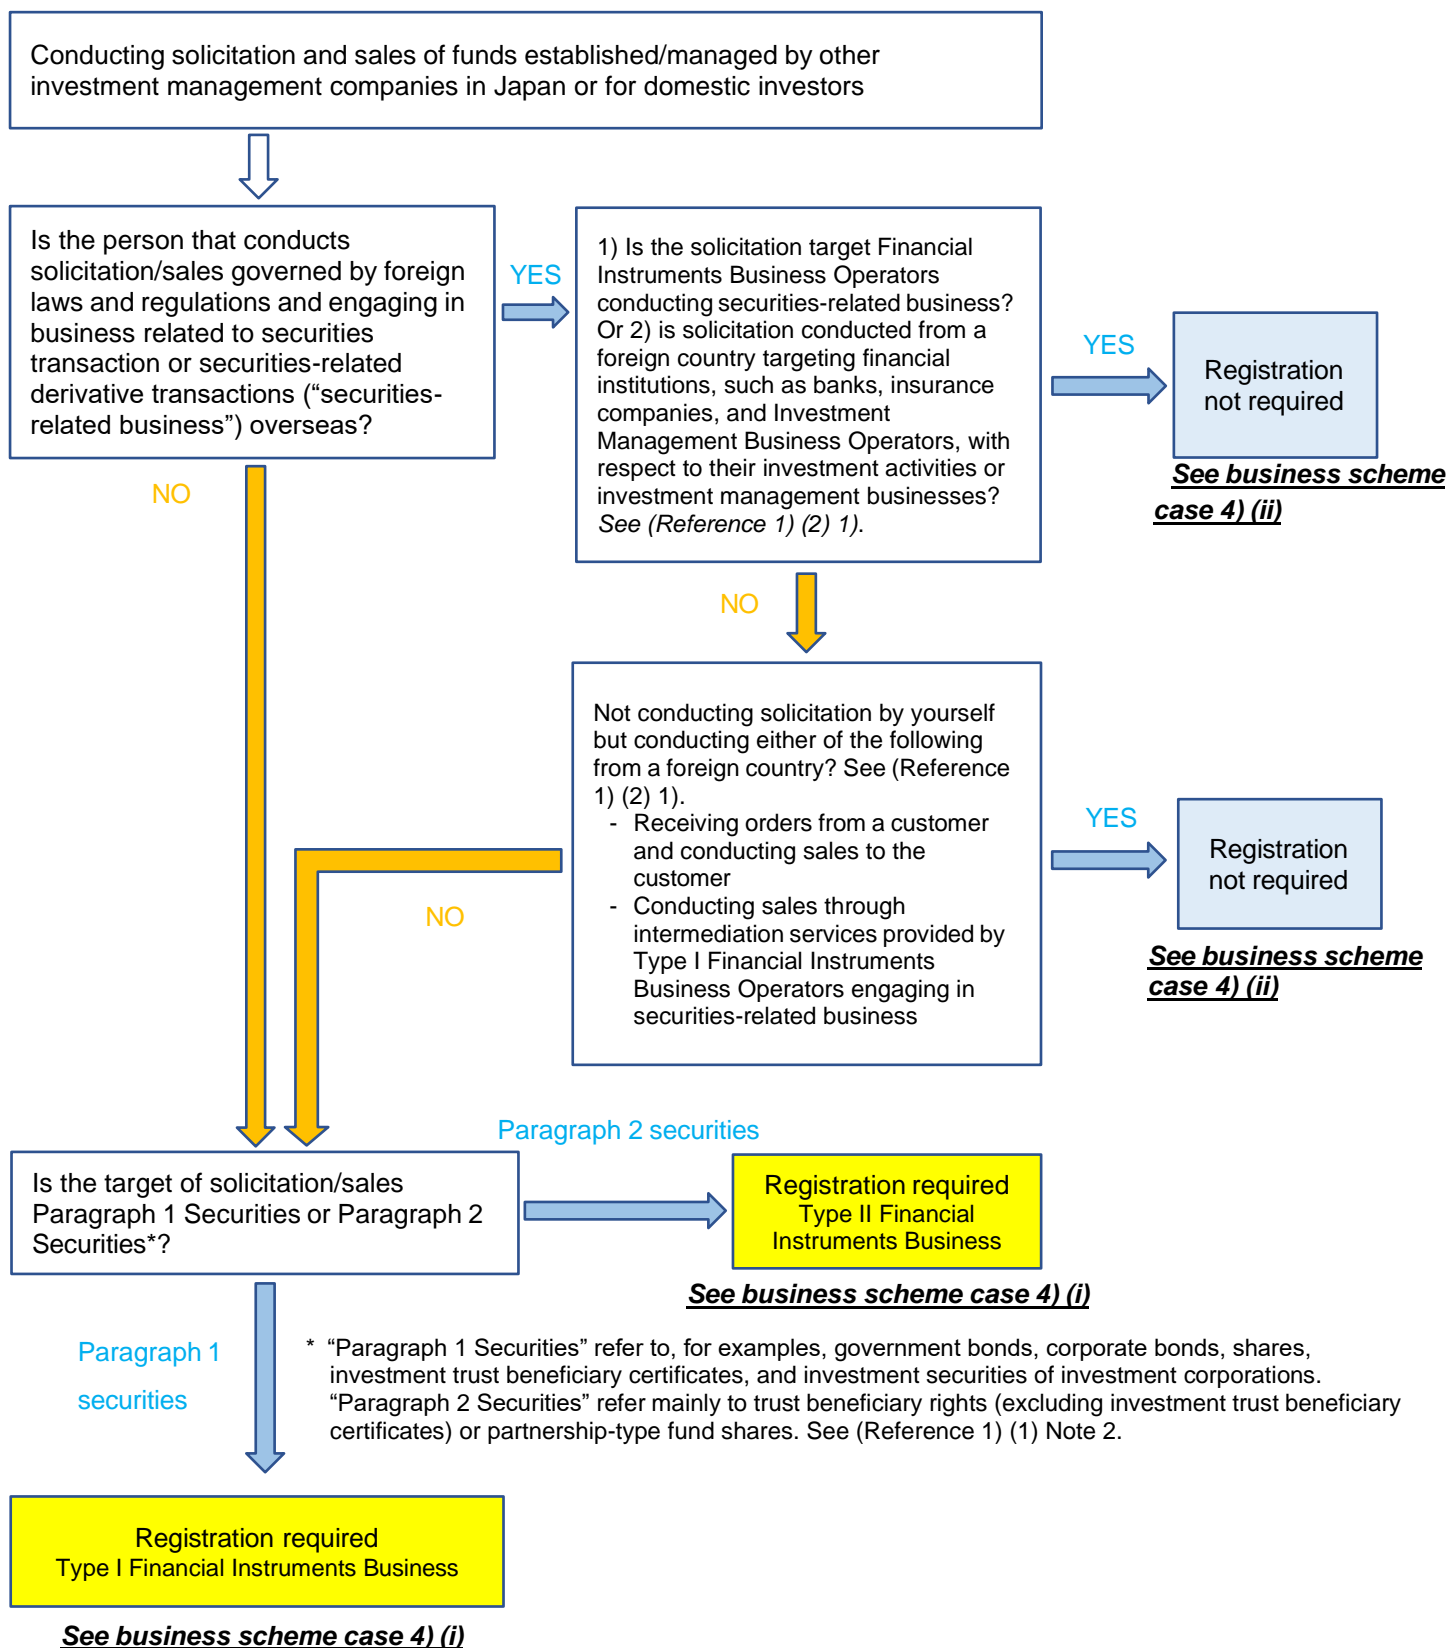 Conducting solicitation and sales of funds established/managed by other
investment management companies in Japan or for domestic investors
Is the person that conducts
solicitation/sales governed by foreign
laws and regulations and engaging in
business related to securities
transaction or securities-related
derivative transactions (“securities-
related business”) overseas?
YES
1) Is the solicitation target Financial
Instruments Business Operators
conducting securities-related business?
Or 2) is solicitation conducted from a
foreign country targeting financial
institutions, such as banks, insurance
companies, and Investment
Management Business Operators, with
respect to their investment activities or
investment management businesses?
See (Reference 1) (2) 1).
YES
Registration
not required
See business scheme
case 4) (ii)
NO
NO
Not conducting solicitation by yourself
but conducting either of the following
from a foreign country? See (Reference
1) (2) 1).
- Receiving orders from a customer
and conducting sales to the
customer
- Conducting sales through
intermediation services provided by
Type I Financial Instruments
Business Operators engaging in
securities-related business
YES
Registration
not required
See business scheme
case 4) (ii)
NO
Is the target of solicitation/sales
Paragraph 1 Securities or Paragraph 2
Securities*?
Paragraph 2 securities
Registration required
Type II Financial
Instruments Business
See business scheme case 4) (i)
Paragraph 1
securities
* “Paragraph 1 Securities” refer to, for examples, government bonds, corporate bonds, shares,
investment trust beneficiary certificates, and investment securities of investment corporations.
“Paragraph 2 Securities” refer mainly to trust beneficiary rights (excluding investment trust beneficiary
certificates) or partnership-type fund shares. See (Reference 1) (1) Note 2.
Registration required
Type I Financial Instruments Business
See business scheme case 4) (i)